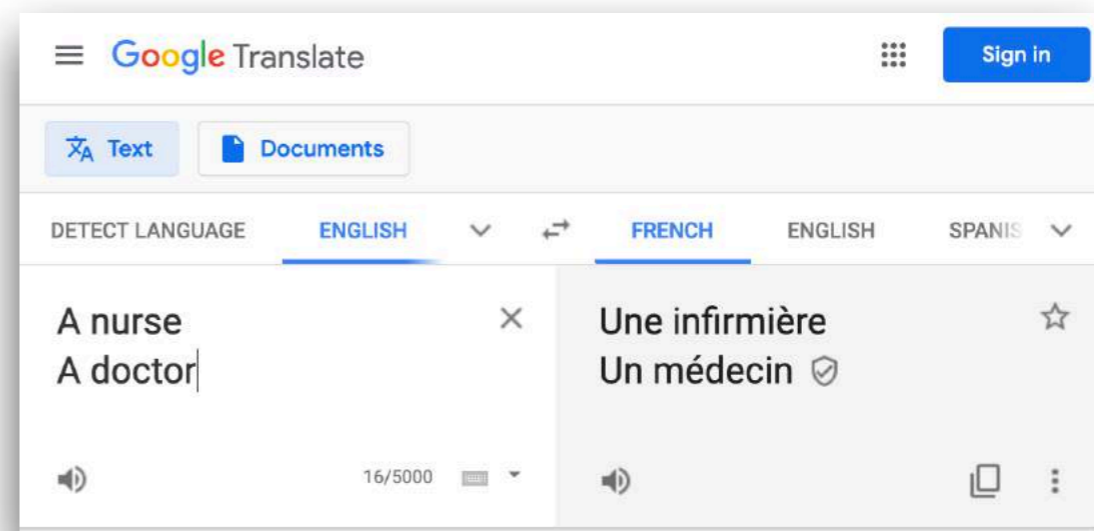 Google Translate
Sign in
Text
Documents
DETECT LANGUAGE ENGLISH FRENCH ENGLISH SPANIS
A nurse
A doctor
Une infirmière
Un médecin
16/5000